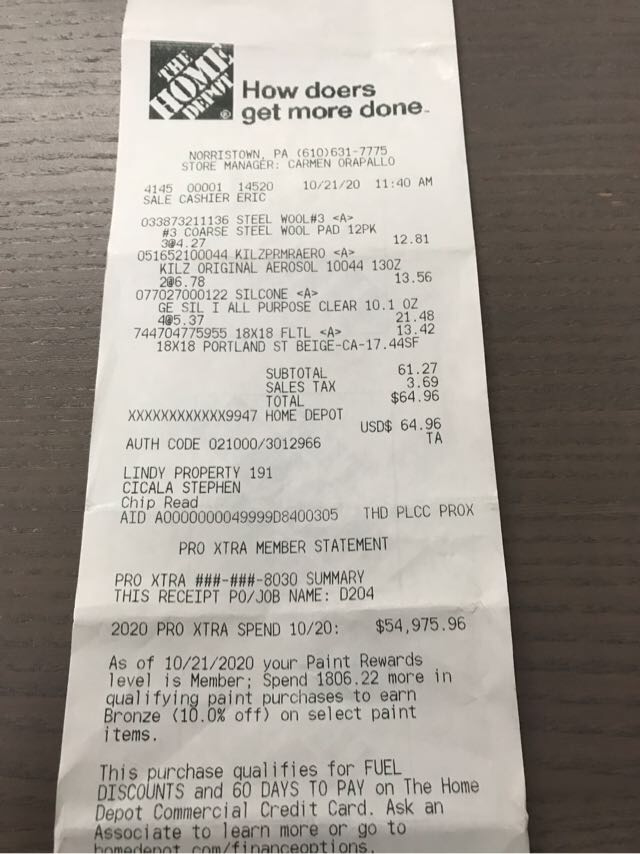 THE
HOME
DEPOT
How doers
get more done™
NORRISTOWN, PA (610)631-7775
STORE MANAGER: CARMEN ORAPALLO
4145 00001 14520 10/21/20 11:40 AM
SALE CASHIER ERIC
033873211136 STEEL WOOL#3 <A>
#3 COARSE STEEL WOOL PAD 12PK
3@4.27 12.81
051652100044 KILZPRMRAERO <A>
KILZ ORIGINAL AEROSOL 10044 13OZ
2@6.78 13.56
077027000122 SILCONE <A>
GE SIL I ALL PURPOSE CLEAR 10.1 OZ
4@5.37 21.48
744704775955 18X18 FLTL <A> 13.42
18X18 PORTLAND ST BEIGE-CA-17.44SF
SUBTOTAL 61.27
SALES TAX 3.69
TOTAL $64.96
XXXXXXXXXXXX9947 HOME DEPOT
USD$ 64.96
AUTH CODE 021000/3012966 TA
LINDY PROPERTY 191
CICALA STEPHEN
Chip Read
AID A0000000049999D8400305 THD PLCC PROX
PRO XTRA MEMBER STATEMENT
PRO XTRA ###-###-8030 SUMMARY
THIS RECEIPT PO/JOB NAME: D204
2020 PRO XTRA SPEND 10/20: $54,975.96
As of 10/21/2020 your Paint Rewards
level is Member; Spend 1806.22 more in
qualifying paint purchases to earn
Bronze (10.0% off) on select paint
items.
This purchase qualifies for FUEL
DISCOUNTS and 60 DAYS TO PAY on The Home
Depot Commercial Credit Card. Ask an
Associate to learn more or go to
homedepot.com/financeoptions.